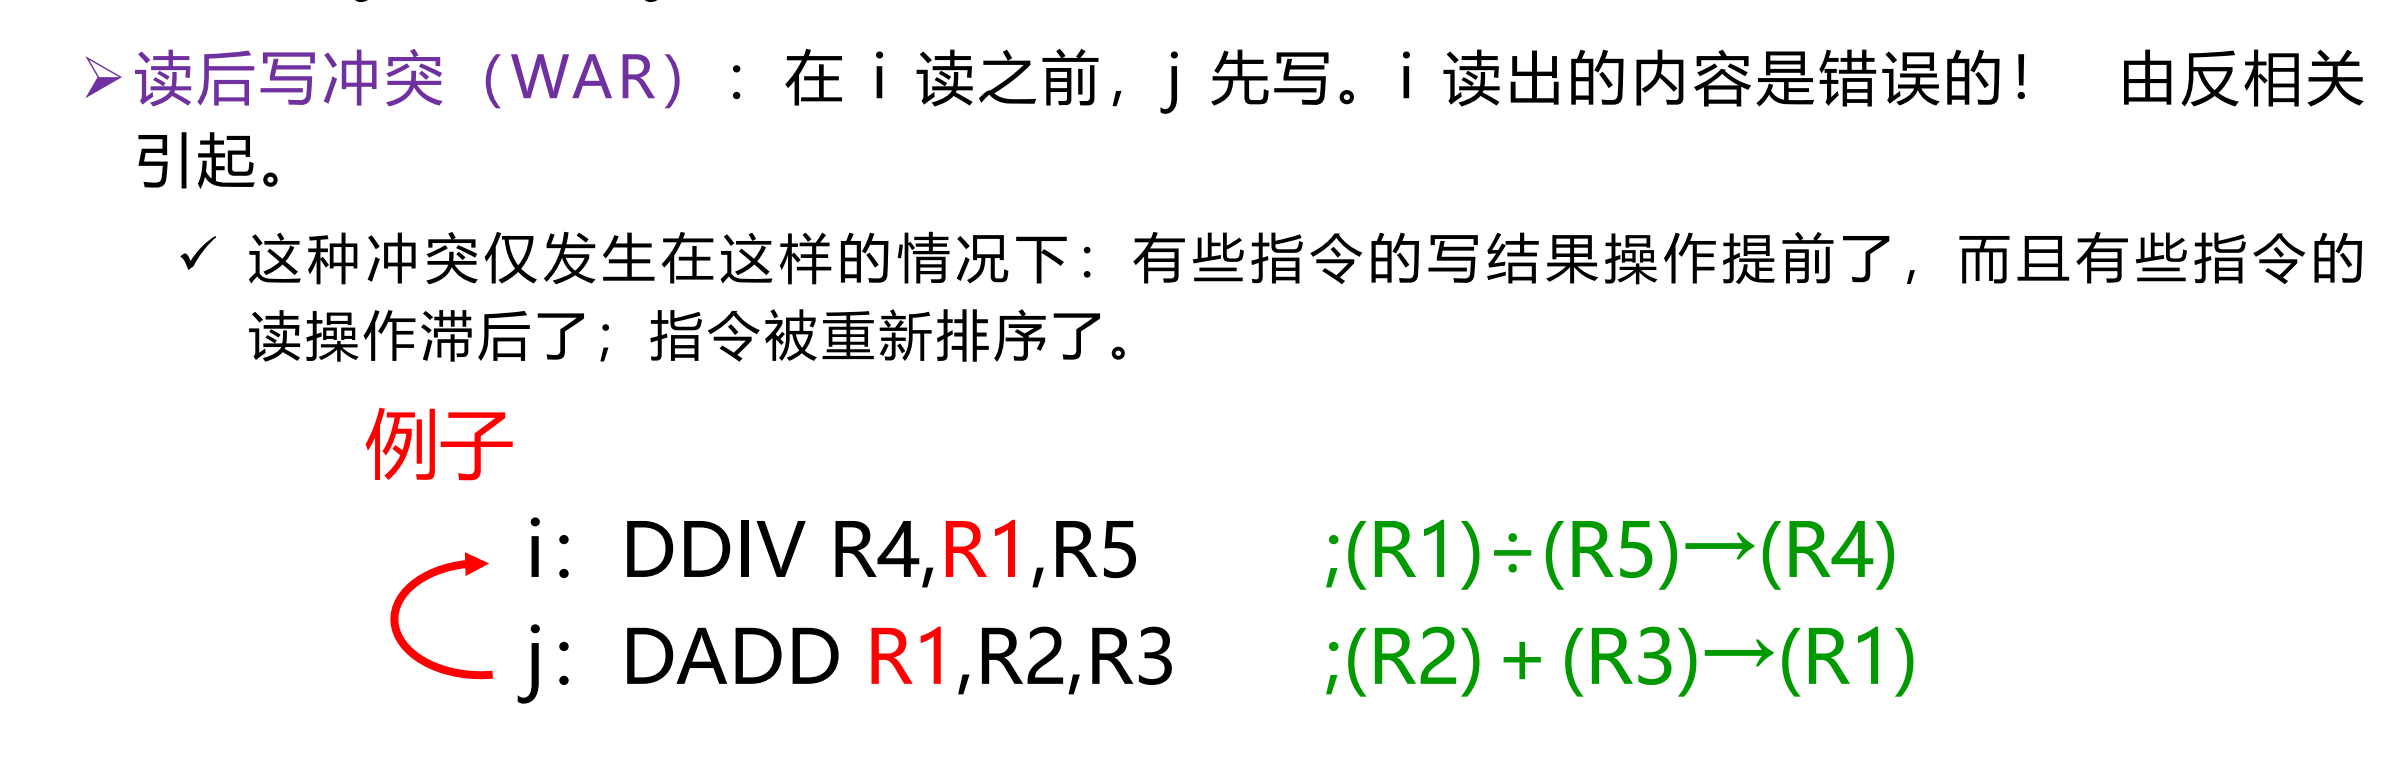 读后写冲突（WAR）：在 i 读之前，j 先写。i 读出的内容是错误的！ 由反相关
引起。
这种冲突仅发生在这样的情况下：有些指令的写结果操作提前了，而且有些指令的
读操作滞后了；指令被重新排序了。
例子
i：DDIV R4,R1,R5 ;(R1)÷(R5)→(R4)
j：DADD R1,R2,R3 ;(R2)+(R3)→(R1)